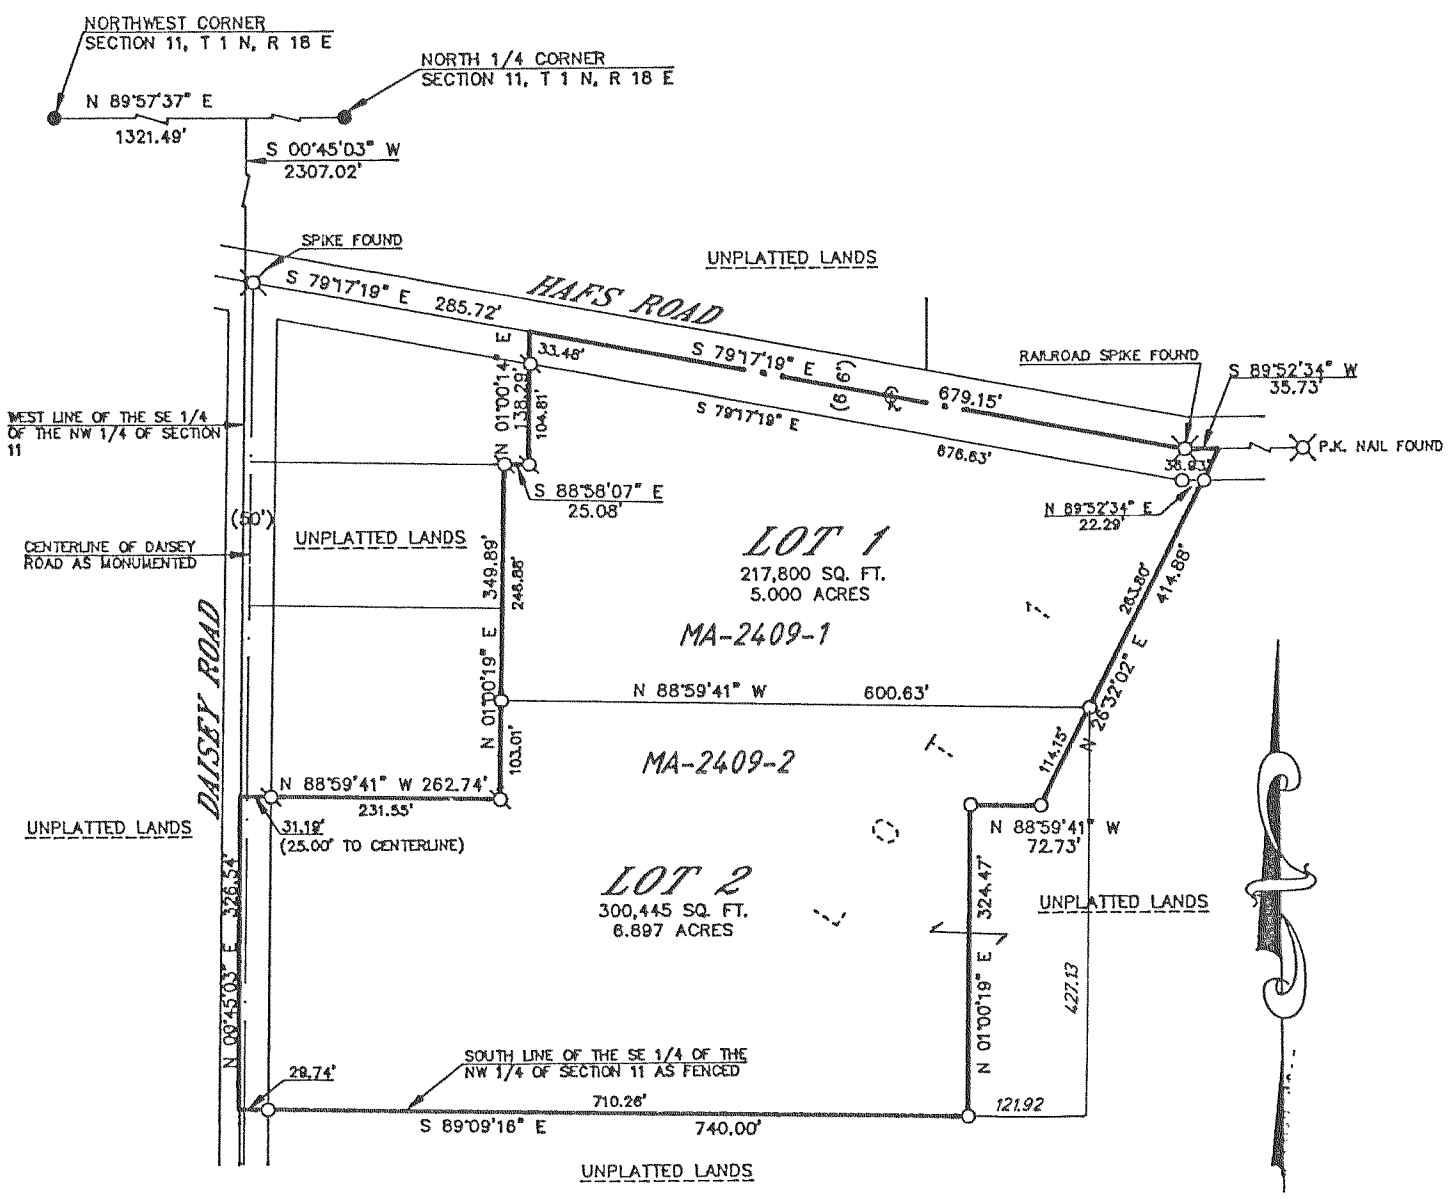 NORTHWEST CORNER
SECTION 11, T 1 N, R 18 E
NORTH 1/4 CORNER
SECTION 11, T 1 N, R 18 E
N 89°57'37" E
1321.49'
S 00°45'03" W
2307.02'
SPIKE FOUND
UNPLATTED LANDS
S 79°17'19" E 285.72'
HAFS ROAD
33.46'
S 79°17'19" E
(66')
679.15'
RAILROAD SPIKE FOUND
S 89°52'34" W
35.73'
P.K. NAIL FOUND
N 01°00'14" E
138.29'
104.81'
S 79°17'19" E
676.63'
36.93'
WEST LINE OF THE SE 1/4
OF THE NW 1/4 OF SECTION
11
S 88°58'07" E
25.08'
N 89°52'34" E
22.29'
(50')
UNPLATTED LANDS
CENTERLINE OF DAISEY
ROAD AS MONUMENTED
LOT 1
217,800 SQ. FT.
5.000 ACRES
MA-2409-1
N 01°00'19" E 349.89'
246.88'
263.80'
414.88'
N 26°32'02" E
N 88°59'41" W 600.63'
DAISEY ROAD
103.01'
MA-2409-2
114.15'
N 88°59'41" W 262.74'
231.55'
31.19'
(25.00' TO CENTERLINE)
UNPLATTED LANDS
N 88°59'41" W
72.73'
LOT 2
300,445 SQ. FT.
6.897 ACRES
N 00°45'03" E 326.54'
N 01°00'19" E 324.47'
UNPLATTED LANDS
427.13
SOUTH LINE OF THE SE 1/4 OF THE
NW 1/4 OF SECTION 11 AS FENCED
29.74'
710.26'
121.92
S 89°09'16" E 740.00'
UNPLATTED LANDS